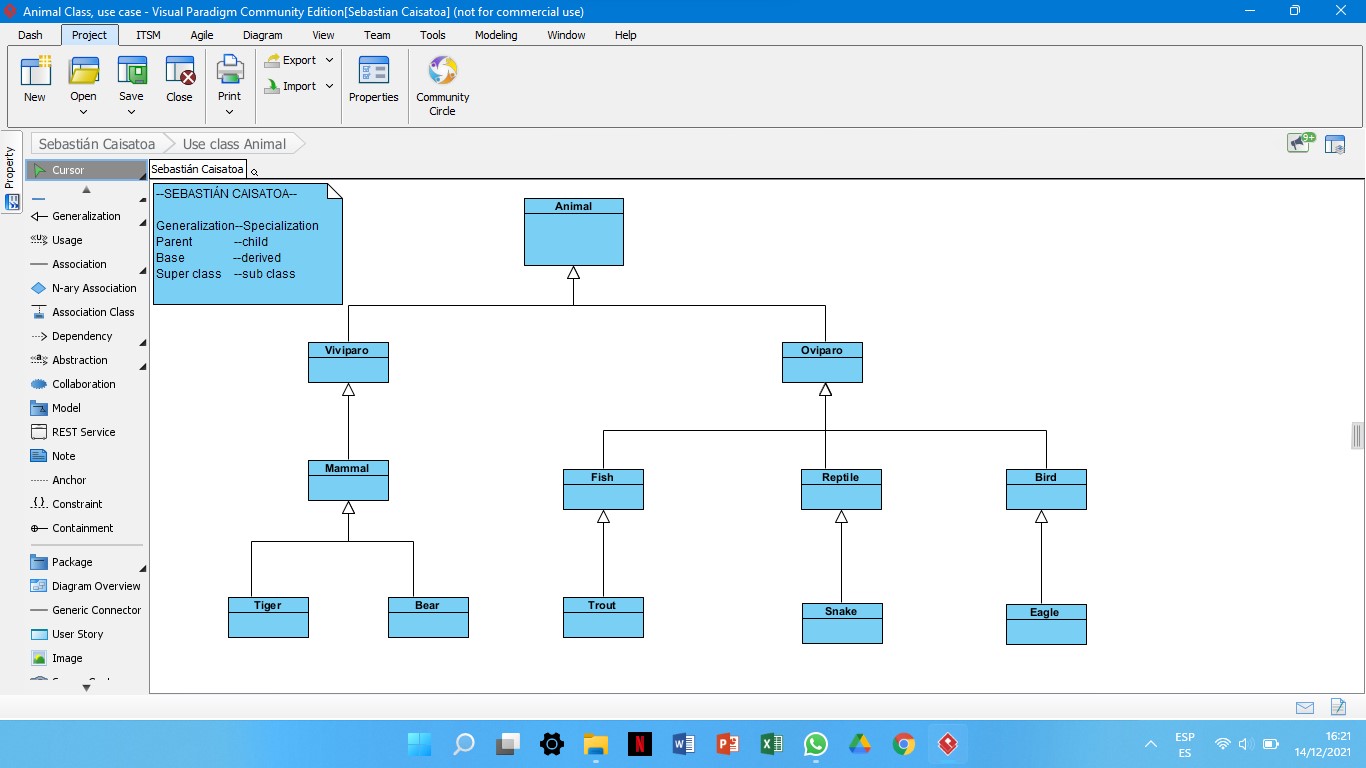 Animal Class, use case - Visual Paradigm Community Edition[Sebastian Caisatoa] (not for commercial use)
Dash Project ITSM Agile Diagram View Team Tools Modeling Window Help
New Open Save Close Print Export Import Properties Community Circle
Sebastián Caisatoa Use class Animal
Property
Cursor
Sebastián Caisatoa
Generalization
Usage
Association
N-ary Association
Association Class
Dependency
Abstraction
Collaboration
Model
REST Service
Note
Anchor
Constraint
Containment
Package
Diagram Overview
Generic Connector
User Story
Image
--SEBASTIÁN CAISATOA--
Generalization--Specialization
Parent --child
Base --derived
Super class --sub class
Animal
Viviparo Oviparo
Mammal Fish Reptile Bird
Tiger Bear Trout Snake Eagle
9+
ESP
ES
16:21
14/12/2021